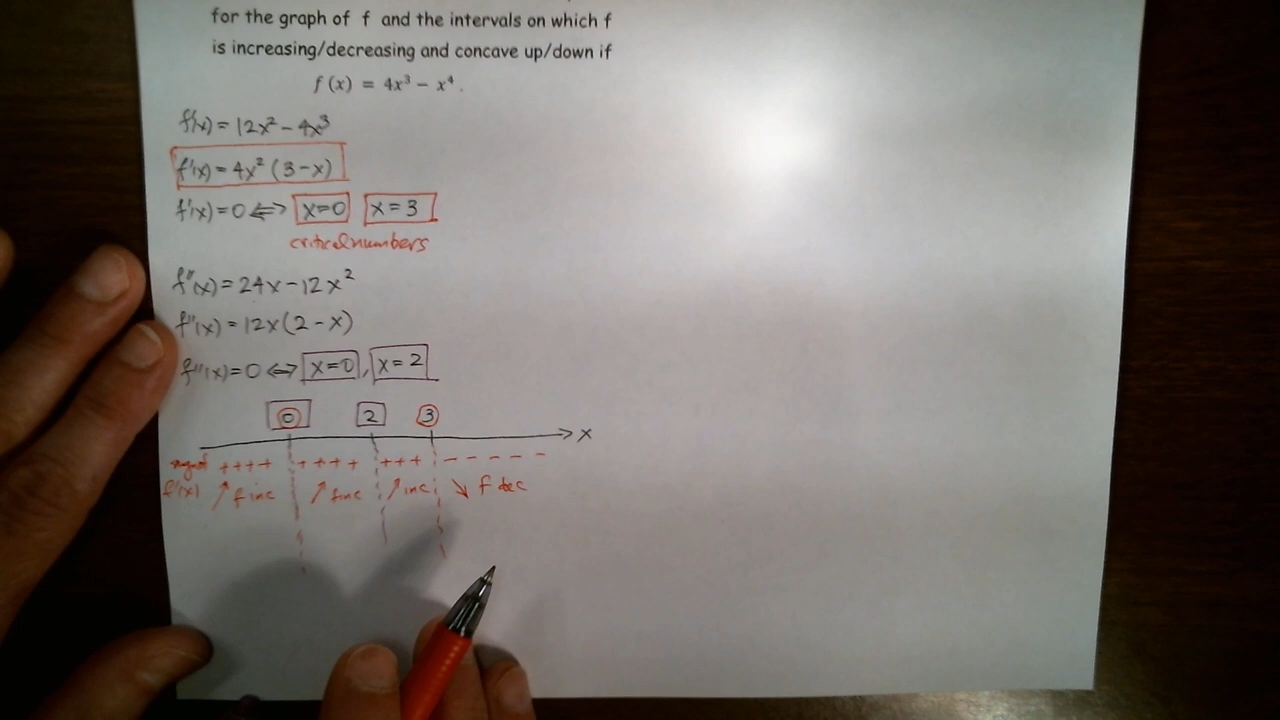 for the graph of f and the intervals on which f
is increasing/decreasing and concave up/down if
f (x) = 4x³ − x⁴.
f'(x) = 12x² − 4x³
f'(x) = 4x² (3 − x)
f'(x) = 0 ⟺ x=0 x = 3
critical numbers
f''(x) = 24x − 12x²
f''(x) = 12x(2 − x)
f''(x) = 0 ⟺ x=0, x = 2
0 2 3
x
++++ ++++ +++ − − − − −
f'(x) ↗ f inc ↗ f inc ↗ inc ↘ f dec